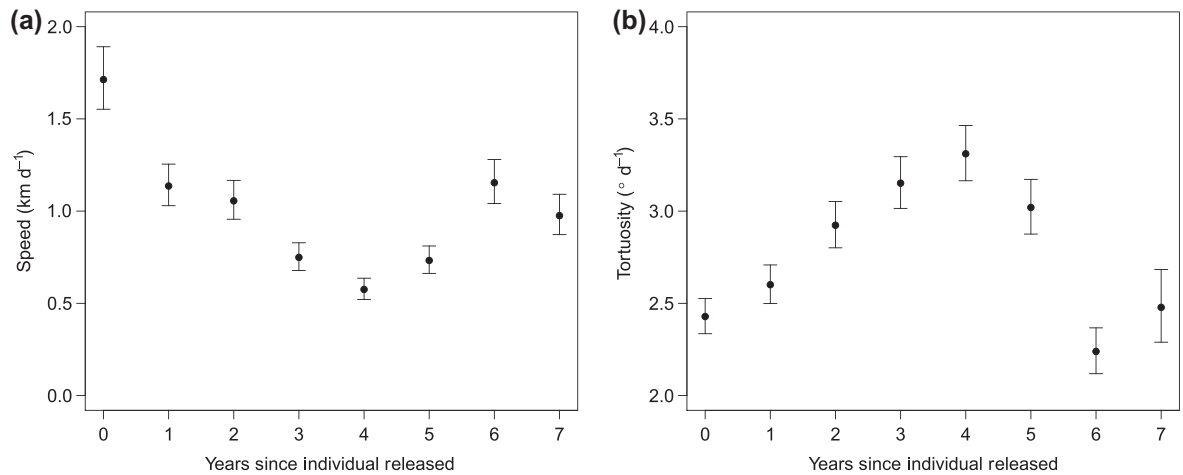 (a)
2.0
1.5
1.0
0.5
0.0
Speed (km d⁻¹)
0 1 2 3 4 5 6 7
Years since individual released
(b)
4.0
3.5
3.0
2.5
2.0
Tortuosity (° d⁻¹)
0 1 2 3 4 5 6 7
Years since individual released